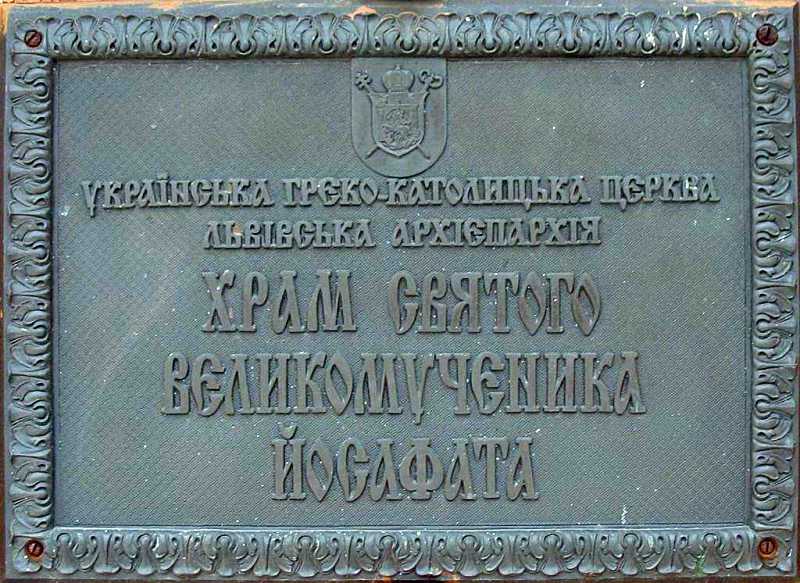 УКРАЇНСЬКА ГРЕКО-КАТОЛИЦЬКА ЦЕРКВА
ЛЬВІВСЬКА АРХІЄПАРХІЯ
ХРАМ СВЯТОГО
ВЕЛИКОМУЧЕНИКА
ЙОСАФАТА